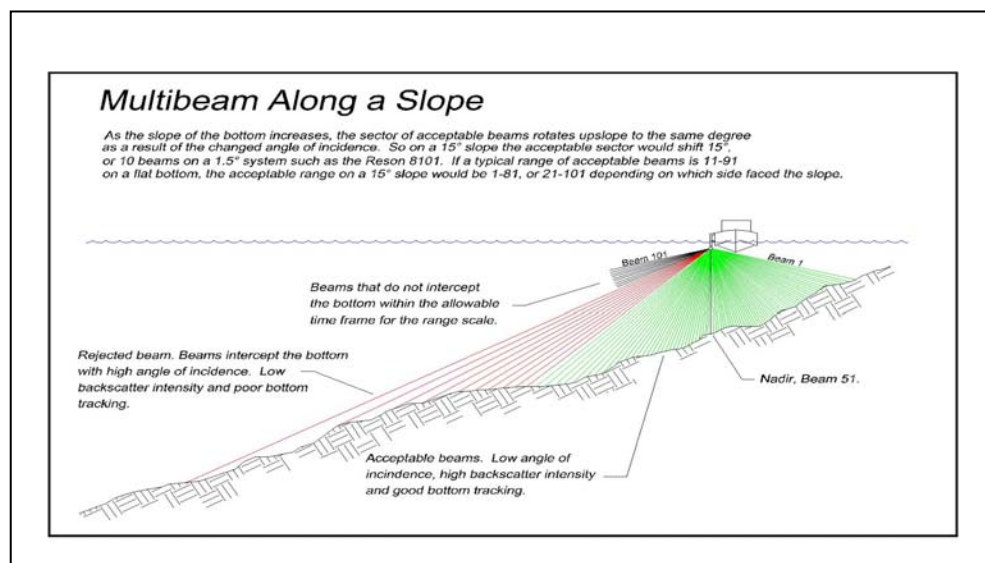 Multibeam Along a Slope
As the slope of the bottom increases, the sector of acceptable beams rotates upslope to the same degree
as a result of the changed angle of incidence. So on a 15° slope the acceptable sector would shift 15°,
or 10 beams on a 1.5° system such as the Reson 8101. If a typical range of acceptable beams is 11-91
on a flat bottom, the acceptable range on a 15° slope would be 1-81, or 21-101 depending on which side faced the slope.
Beam 101
Beam 1
Beams that do not intercept
the bottom within the allowable
time frame for the range scale.
Rejected beam. Beams intercept the bottom
with high angle of incidence. Low
backscatter intensity and poor bottom
tracking.
Nadir, Beam 51.
Acceptable beams. Low angle of
incindence, high backscatter intensity
and good bottom tracking.